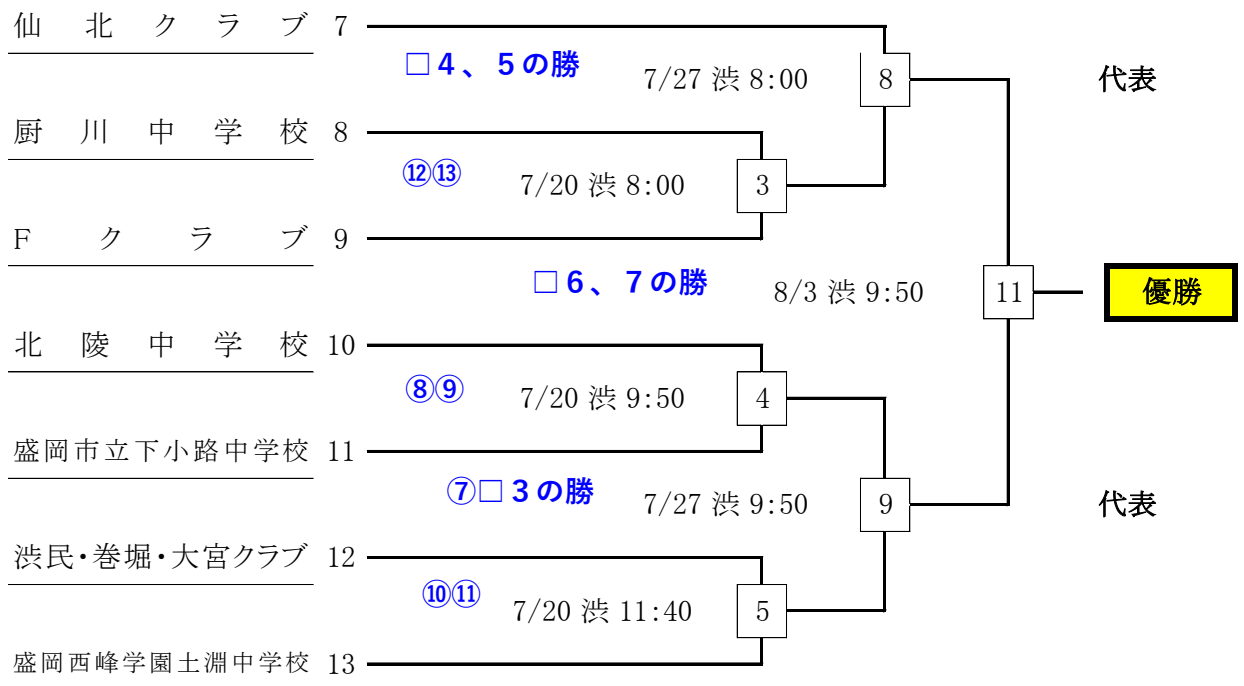 仙北クラブ 7
□4、5の勝 7/27 渋 8:00 8 代表
厨川中学校 8
⑫⑬ 7/20 渋 8:00 3
Fクラブ 9
□6、7の勝 8/3 渋 9:50 11 優勝
北陵中学校 10
⑧⑨ 7/20 渋 9:50 4
盛岡市立下小路中学校 11
⑦□3の勝 7/27 渋 9:50 9 代表
渋民・巻堀・大宮クラブ 12
⑩⑪ 7/20 渋 11:40 5
盛岡西峰学園土淵中学校 13